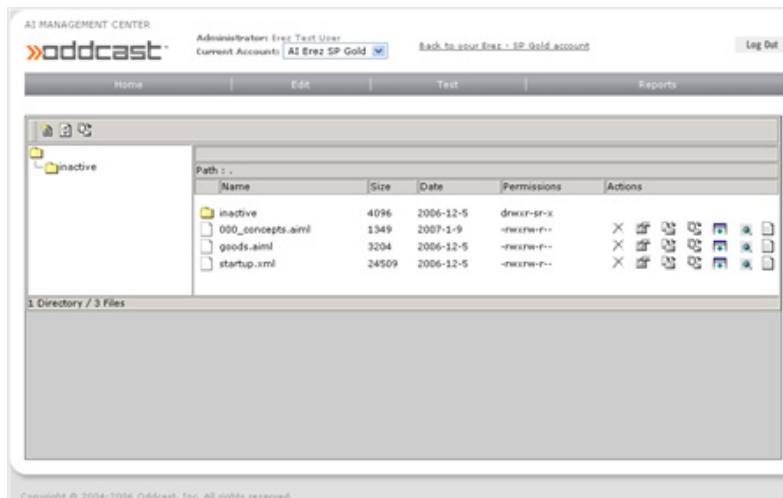 AI MANAGEMENT CENTER
»oddcast
Administrator: Erez Test User
Current Account: AI Erez SP Gold
Back to your Erez - SP Gold account
Log Out
Home Edit Test Reports
inactive
Path : .
Name Size Date Permissions Actions
inactive 4096 2006-12-5 drwxr-sr-x
000_concepts.aiml 1349 2007-1-9 -rwxrw-r--
goods.aiml 3204 2006-12-5 -rwxrw-r--
startup.xml 24509 2006-12-5 -rwxrw-r--
1 Directory / 3 Files
Copyright © 2004-2006 Oddcast, Inc. All rights reserved.